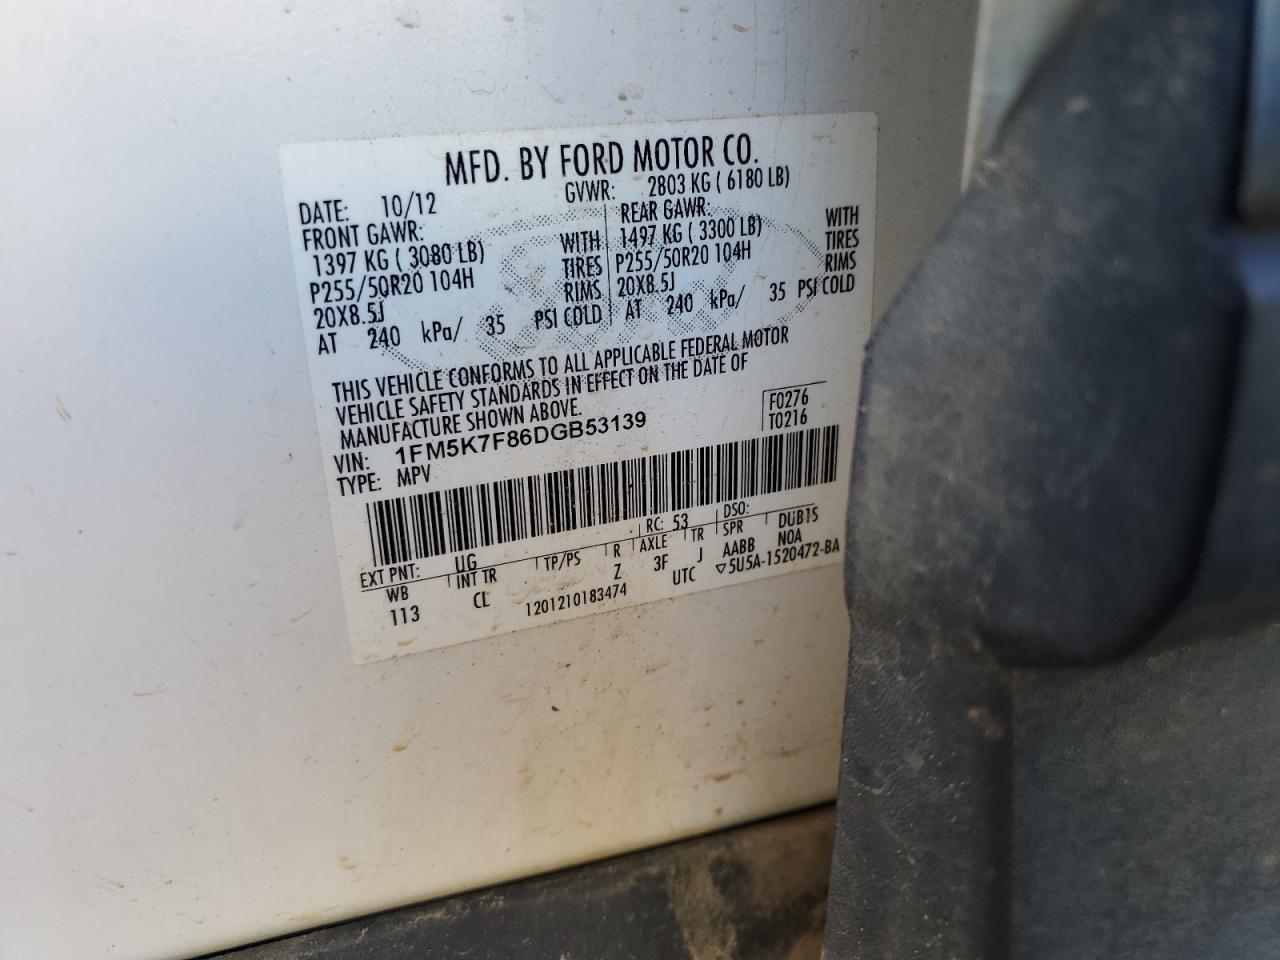 MFD. BY FORD MOTOR CO.
DATE: 10/12 GVWR: 2803 KG ( 6180 LB)
FRONT GAWR: REAR GAWR:
1397 KG ( 3080 LB) WITH 1497 KG ( 3300 LB) WITH
P255/50R20 104H TIRES P255/50R20 104H TIRES
20X8.5J RIMS 20X8.5J RIMS
AT 240 kPa/ 35 PSI COLD AT 240 kPa/ 35 PSI COLD
THIS VEHICLE CONFORMS TO ALL APPLICABLE FEDERAL MOTOR
VEHICLE SAFETY STANDARDS IN EFFECT ON THE DATE OF
MANUFACTURE SHOWN ABOVE.
F0276
VIN: 1FM5K7F86DGB53139 T0216
TYPE: MPV
EXT PNT: UG RC: 53 DSO:
WB INT TR TP/PS R AXLE TR SPR DUB1S
113 CL Z 3F J AABB N0A
1201210183474 UTC ▽5U5A-1520472-BA